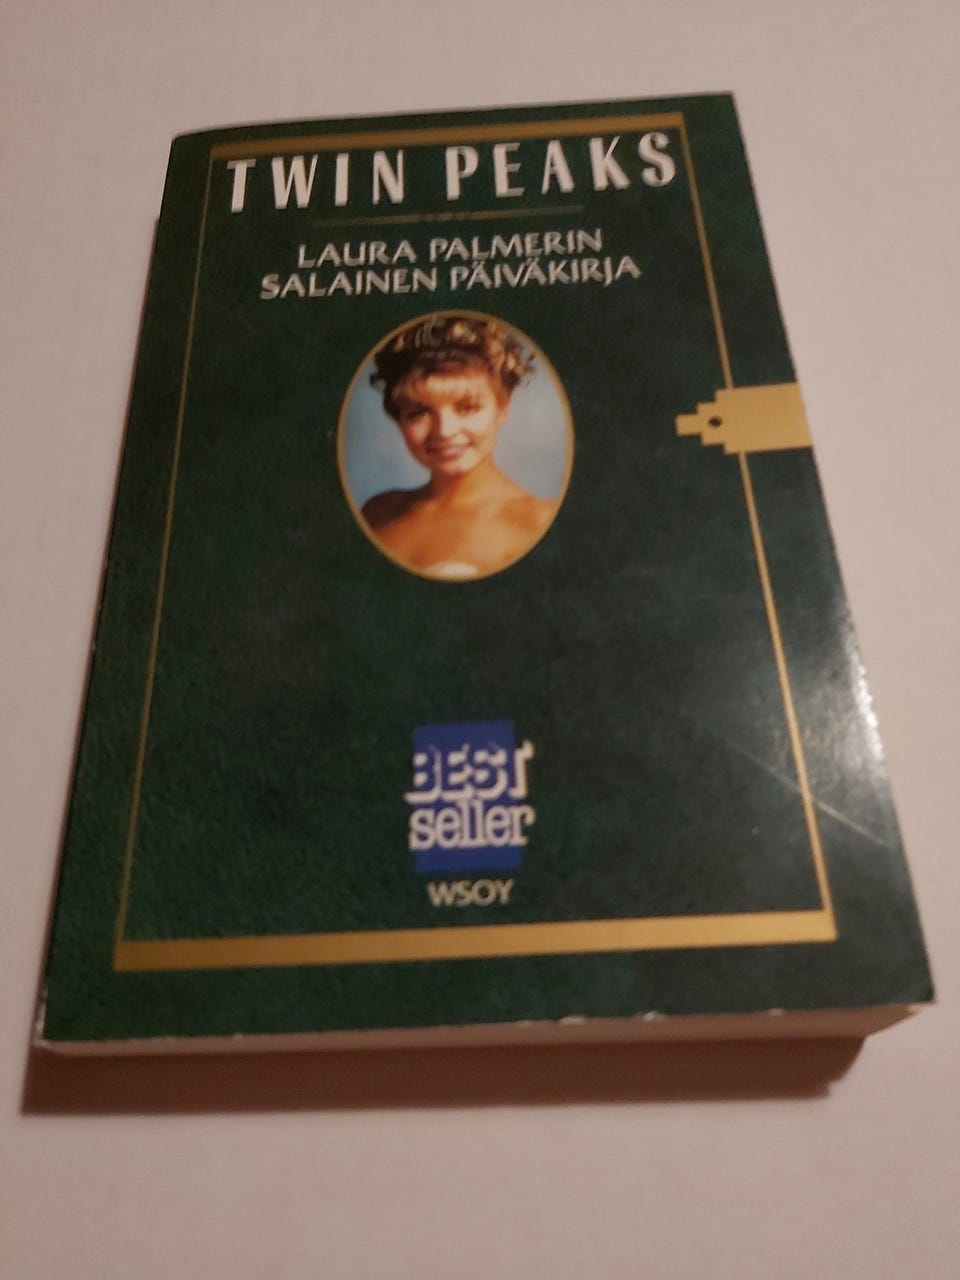 TWIN PEAKS
LAURA PALMERIN
SALAINEN PÄIVÄKIRJA
BEST
seller
WSOY